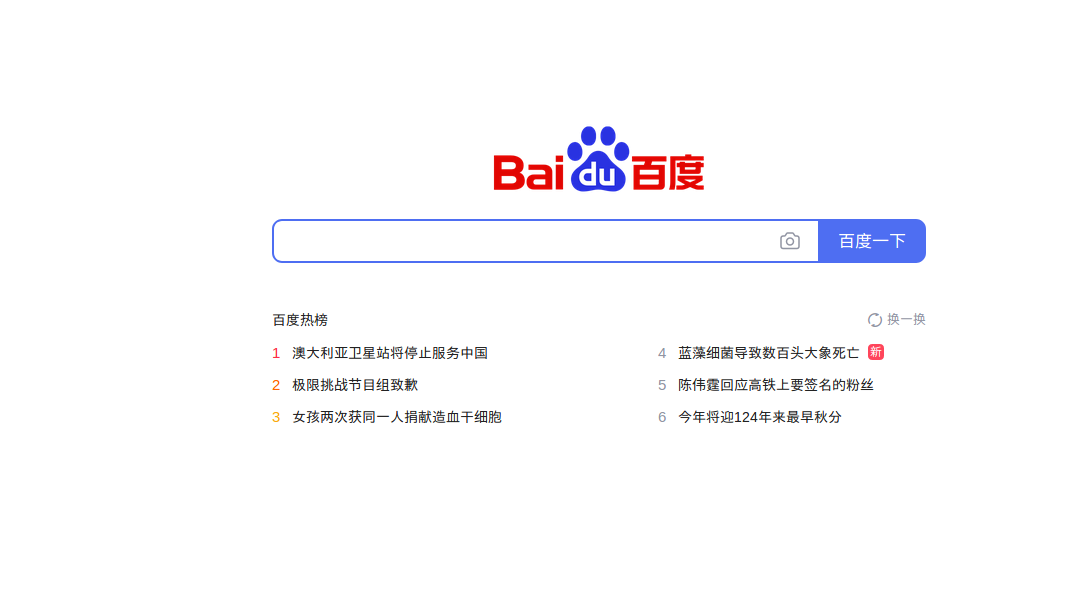 Bai du 百度
百度一下
百度热榜
换一换
1 澳大利亚卫星站将停止服务中国
2 极限挑战节目组致歉
3 女孩两次获同一人捐献造血干细胞
4 蓝藻细菌导致数百头大象死亡 新
5 陈伟霆回应高铁上要签名的粉丝
6 今年将迎124年来最早秋分